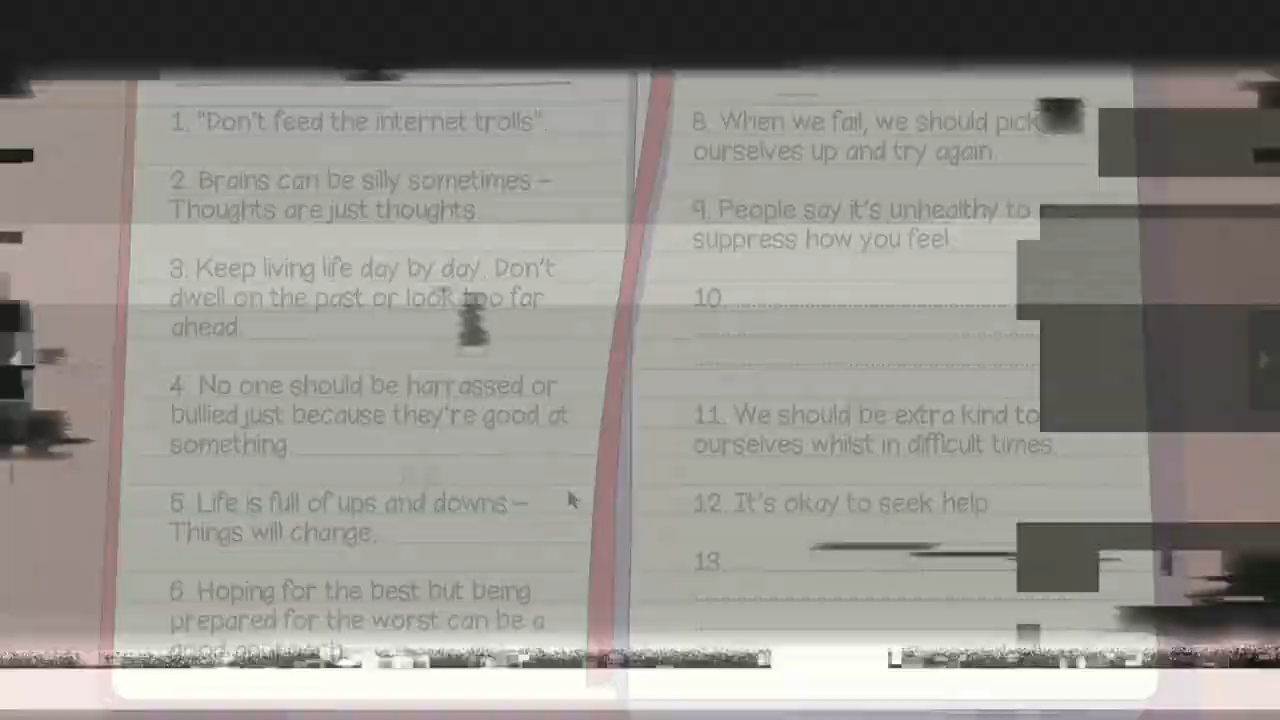 1. "Don't feed the internet trolls".
2. Brains can be silly sometimes –
Thoughts are just thoughts.
3. Keep living life day by day. Don't
dwell on the past or look too far
ahead.
4. No one should be harrassed or
bullied just because they're good at
something.
5. Life is full of ups and downs –
Things will change.
6. Hoping for the best but being
prepared for the worst can be a
8. When we fail, we should pick
ourselves up and try again.
9. People say it's unhealthy to
suppress how you feel.
10.
11. We should be extra kind to
ourselves whilst in difficult times.
12. It's okay to seek help
13.